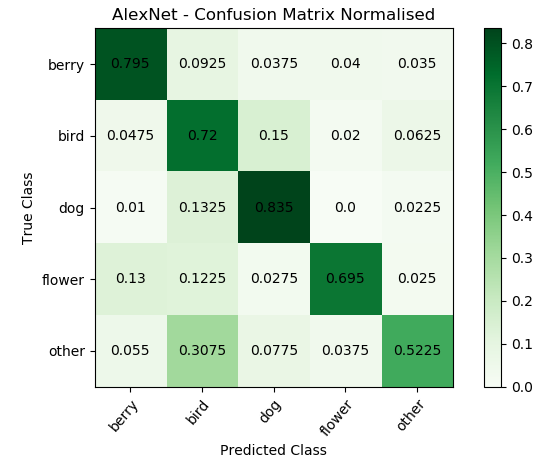 AlexNet - Confusion Matrix Normalised
berry 0.795 0.0925 0.0375 0.04 0.035
bird 0.0475 0.72 0.15 0.02 0.0625
dog 0.01 0.1325 0.835 0.0 0.0225
flower 0.13 0.1225 0.0275 0.695 0.025
other 0.055 0.3075 0.0775 0.0375 0.5225
True Class
berry bird dog flower other
Predicted Class
0.8
0.7
0.6
0.5
0.4
0.3
0.2
0.1
0.0